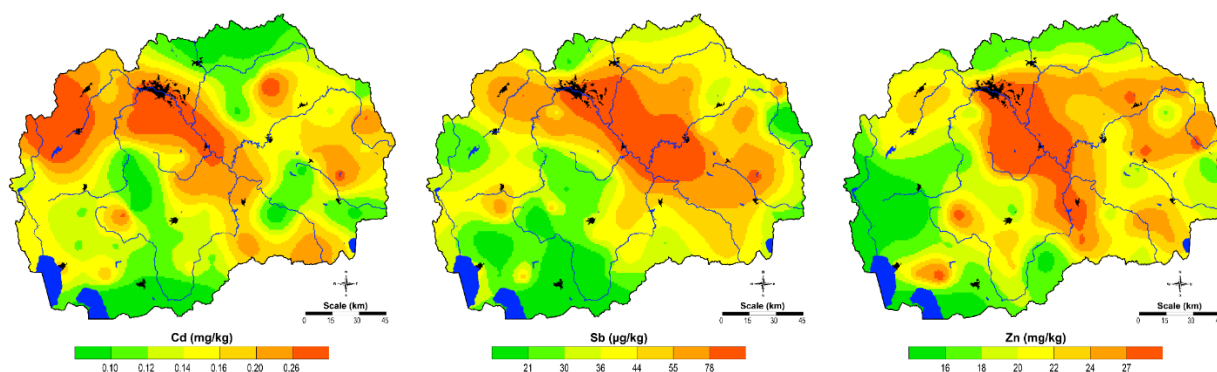 Scale (km)
0 15 30 45
Cd (mg/kg)
0.10 0.12 0.14 0.16 0.20 0.26
Scale (km)
0 15 30 45
Sb (µg/kg)
21 30 36 44 55 78
Scale (km)
0 15 30 4
Zn (mg/kg)
16 18 20 22 24 27